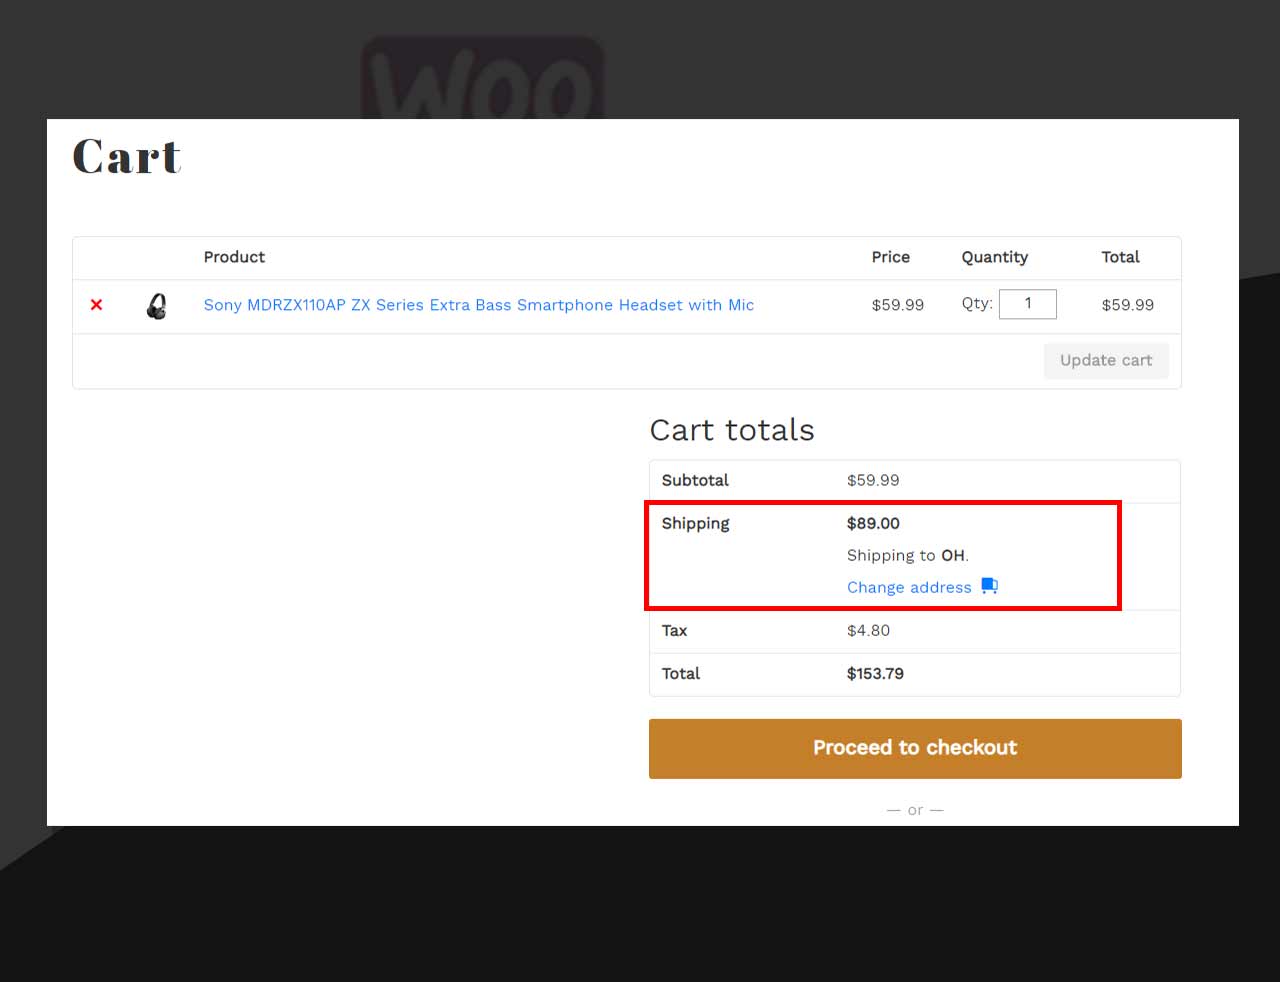 Woo
Cart
Product Price Quantity Total
× Sony MDRZX110AP ZX Series Extra Bass Smartphone Headset with Mic $59.99 Qty: 1 $59.99
Update cart
Cart totals
Subtotal $59.99
Shipping $89.00
Shipping to OH.
Change address
Tax $4.80
Total $153.79
Proceed to checkout
— or —